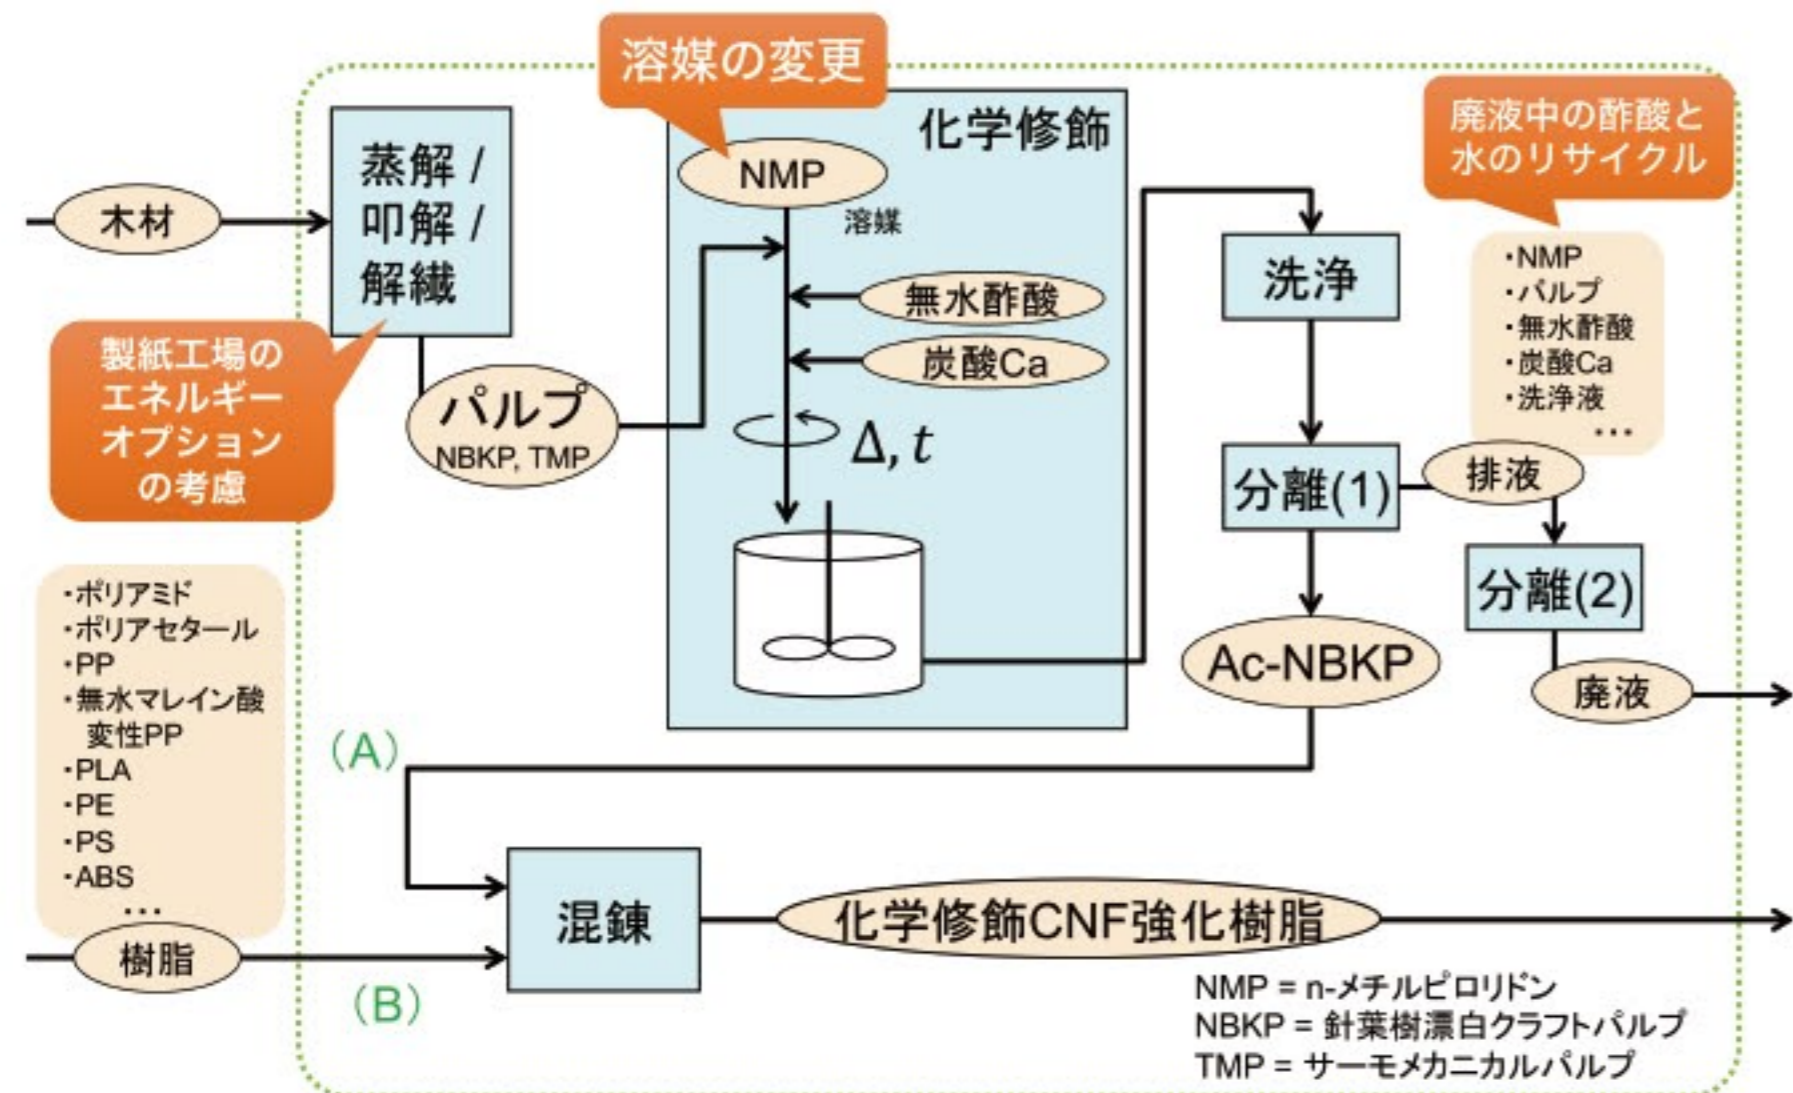 溶媒の変更
化学修飾
廃液中の酢酸と
水のリサイクル
蒸解 /
叩解 /
解繊
木材
NMP
溶媒
無水酢酸
炭酸Ca
Δ, t
洗浄
・NMP
・パルプ
・無水酢酸
・炭酸Ca
・洗浄液
…
製紙工場の
エネルギー
オプション
の考慮
パルプ
NBKP, TMP
分離(1)
排液
分離(2)
Ac-NBKP
廃液
・ポリアミド
・ポリアセタール
・PP
・無水マレイン酸
変性PP
・PLA
・PE
・PS
・ABS
…
樹脂
(A)
(B)
混錬
化学修飾CNF強化樹脂
NMP = n-メチルピロリドン
NBKP = 針葉樹漂白クラフトパルプ
TMP = サーモメカニカルパルプ